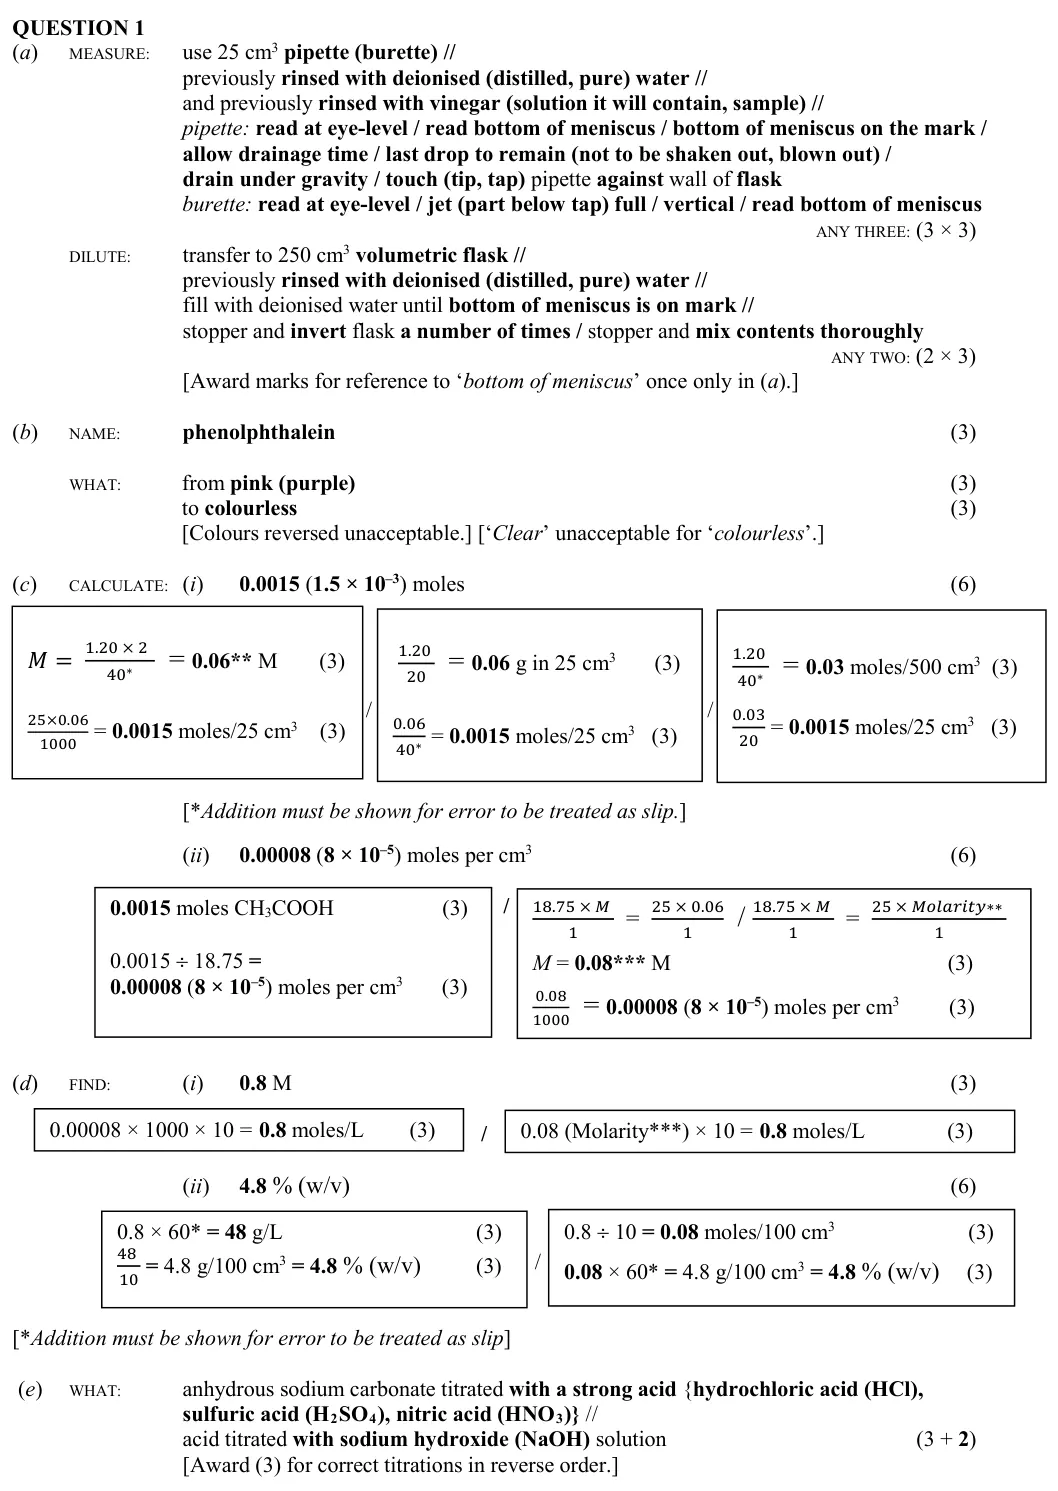 QUESTION 1
(a) MEASURE: use 25 cm³ pipette (burette) //
previously rinsed with deionised (distilled, pure) water //
and previously rinsed with vinegar (solution it will contain, sample) //
pipette: read at eye-level / read bottom of meniscus / bottom of meniscus on the mark /
allow drainage time / last drop to remain (not to be shaken out, blown out) /
drain under gravity / touch (tip, tap) pipette against wall of flask
burette: read at eye-level / jet (part below tap) full / vertical / read bottom of meniscus
ANY THREE: (3 × 3)
DILUTE: transfer to 250 cm³ volumetric flask //
previously rinsed with deionised (distilled, pure) water //
fill with deionised water until bottom of meniscus is on mark //
stopper and invert flask a number of times / stopper and mix contents thoroughly
ANY TWO: (2 × 3)
[Award marks for reference to ‘bottom of meniscus’ once only in (a).]
(b) NAME: phenolphthalein (3)
WHAT: from pink (purple) (3)
to colourless (3)
[Colours reversed unacceptable.] [‘Clear’ unacceptable for ‘colourless’.]
(c) CALCULATE: (i) 0.0015 (1.5 × 10⁻³) moles (6)
M = 1.20 × 2 / 40* = 0.06** M (3)
25×0.06 / 1000 = 0.0015 moles/25 cm³ (3)
/
1.20 / 20 = 0.06 g in 25 cm³ (3)
0.06 / 40* = 0.0015 moles/25 cm³ (3)
/
1.20 / 40* = 0.03 moles/500 cm³ (3)
0.03 / 20 = 0.0015 moles/25 cm³ (3)
[*Addition must be shown for error to be treated as slip.]
(ii) 0.00008 (8 × 10⁻⁵) moles per cm³ (6)
0.0015 moles CH₃COOH (3)
0.0015 ÷ 18.75 =
0.00008 (8 × 10⁻⁵) moles per cm³ (3)
/
18.75 × M / 1 = 25 × 0.06 / 1 / 18.75 × M / 1 = 25 × Molarity** / 1
M = 0.08*** M (3)
0.08 / 1000 = 0.00008 (8 × 10⁻⁵) moles per cm³ (3)
(d) FIND: (i) 0.8 M (3)
0.00008 × 1000 × 10 = 0.8 moles/L (3)
/
0.08 (Molarity***) × 10 = 0.8 moles/L (3)
(ii) 4.8 % (w/v) (6)
0.8 × 60* = 48 g/L (3)
48 / 10 = 4.8 g/100 cm³ = 4.8 % (w/v) (3)
/
0.8 ÷ 10 = 0.08 moles/100 cm³ (3)
0.08 × 60* = 4.8 g/100 cm³ = 4.8 % (w/v) (3)
[*Addition must be shown for error to be treated as slip]
(e) WHAT: anhydrous sodium carbonate titrated with a strong acid {hydrochloric acid (HCl),
sulfuric acid (H₂SO₄), nitric acid (HNO₃)} //
acid titrated with sodium hydroxide (NaOH) solution (3 + 2)
[Award (3) for correct titrations in reverse order.]